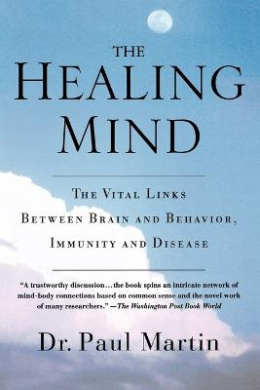 THE
HEALING
MIND
THE VITAL LINKS
BETWEEN BRAIN AND BEHAVIOR,
IMMUNITY AND DISEASE
"A trustworthy discussion...the book spins an intricate network of
mind-body connections based on common sense and the novel work
of many researchers." —The Washington Post Book World
Dr. Paul Martin